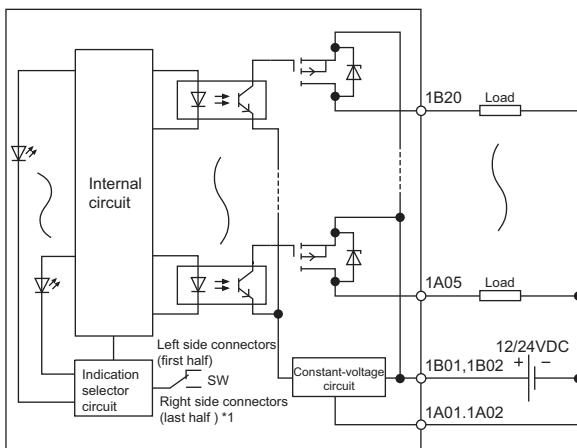 1B20
Load
Internal
circuit
1A05
Load
Left side connectors
(first half)
SW
Right side connectors
(last half ) *1
Indication
selector
circuit
Constant-voltage
circuit
12/24VDC
+ −
1B01,1B02
1A01.1A02